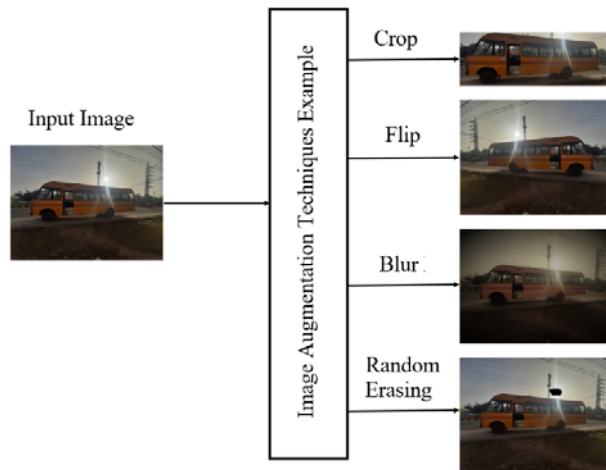 Input Image
Image Augmentation Techniques Example
Crop
Flip
Blur
Random
Erasing